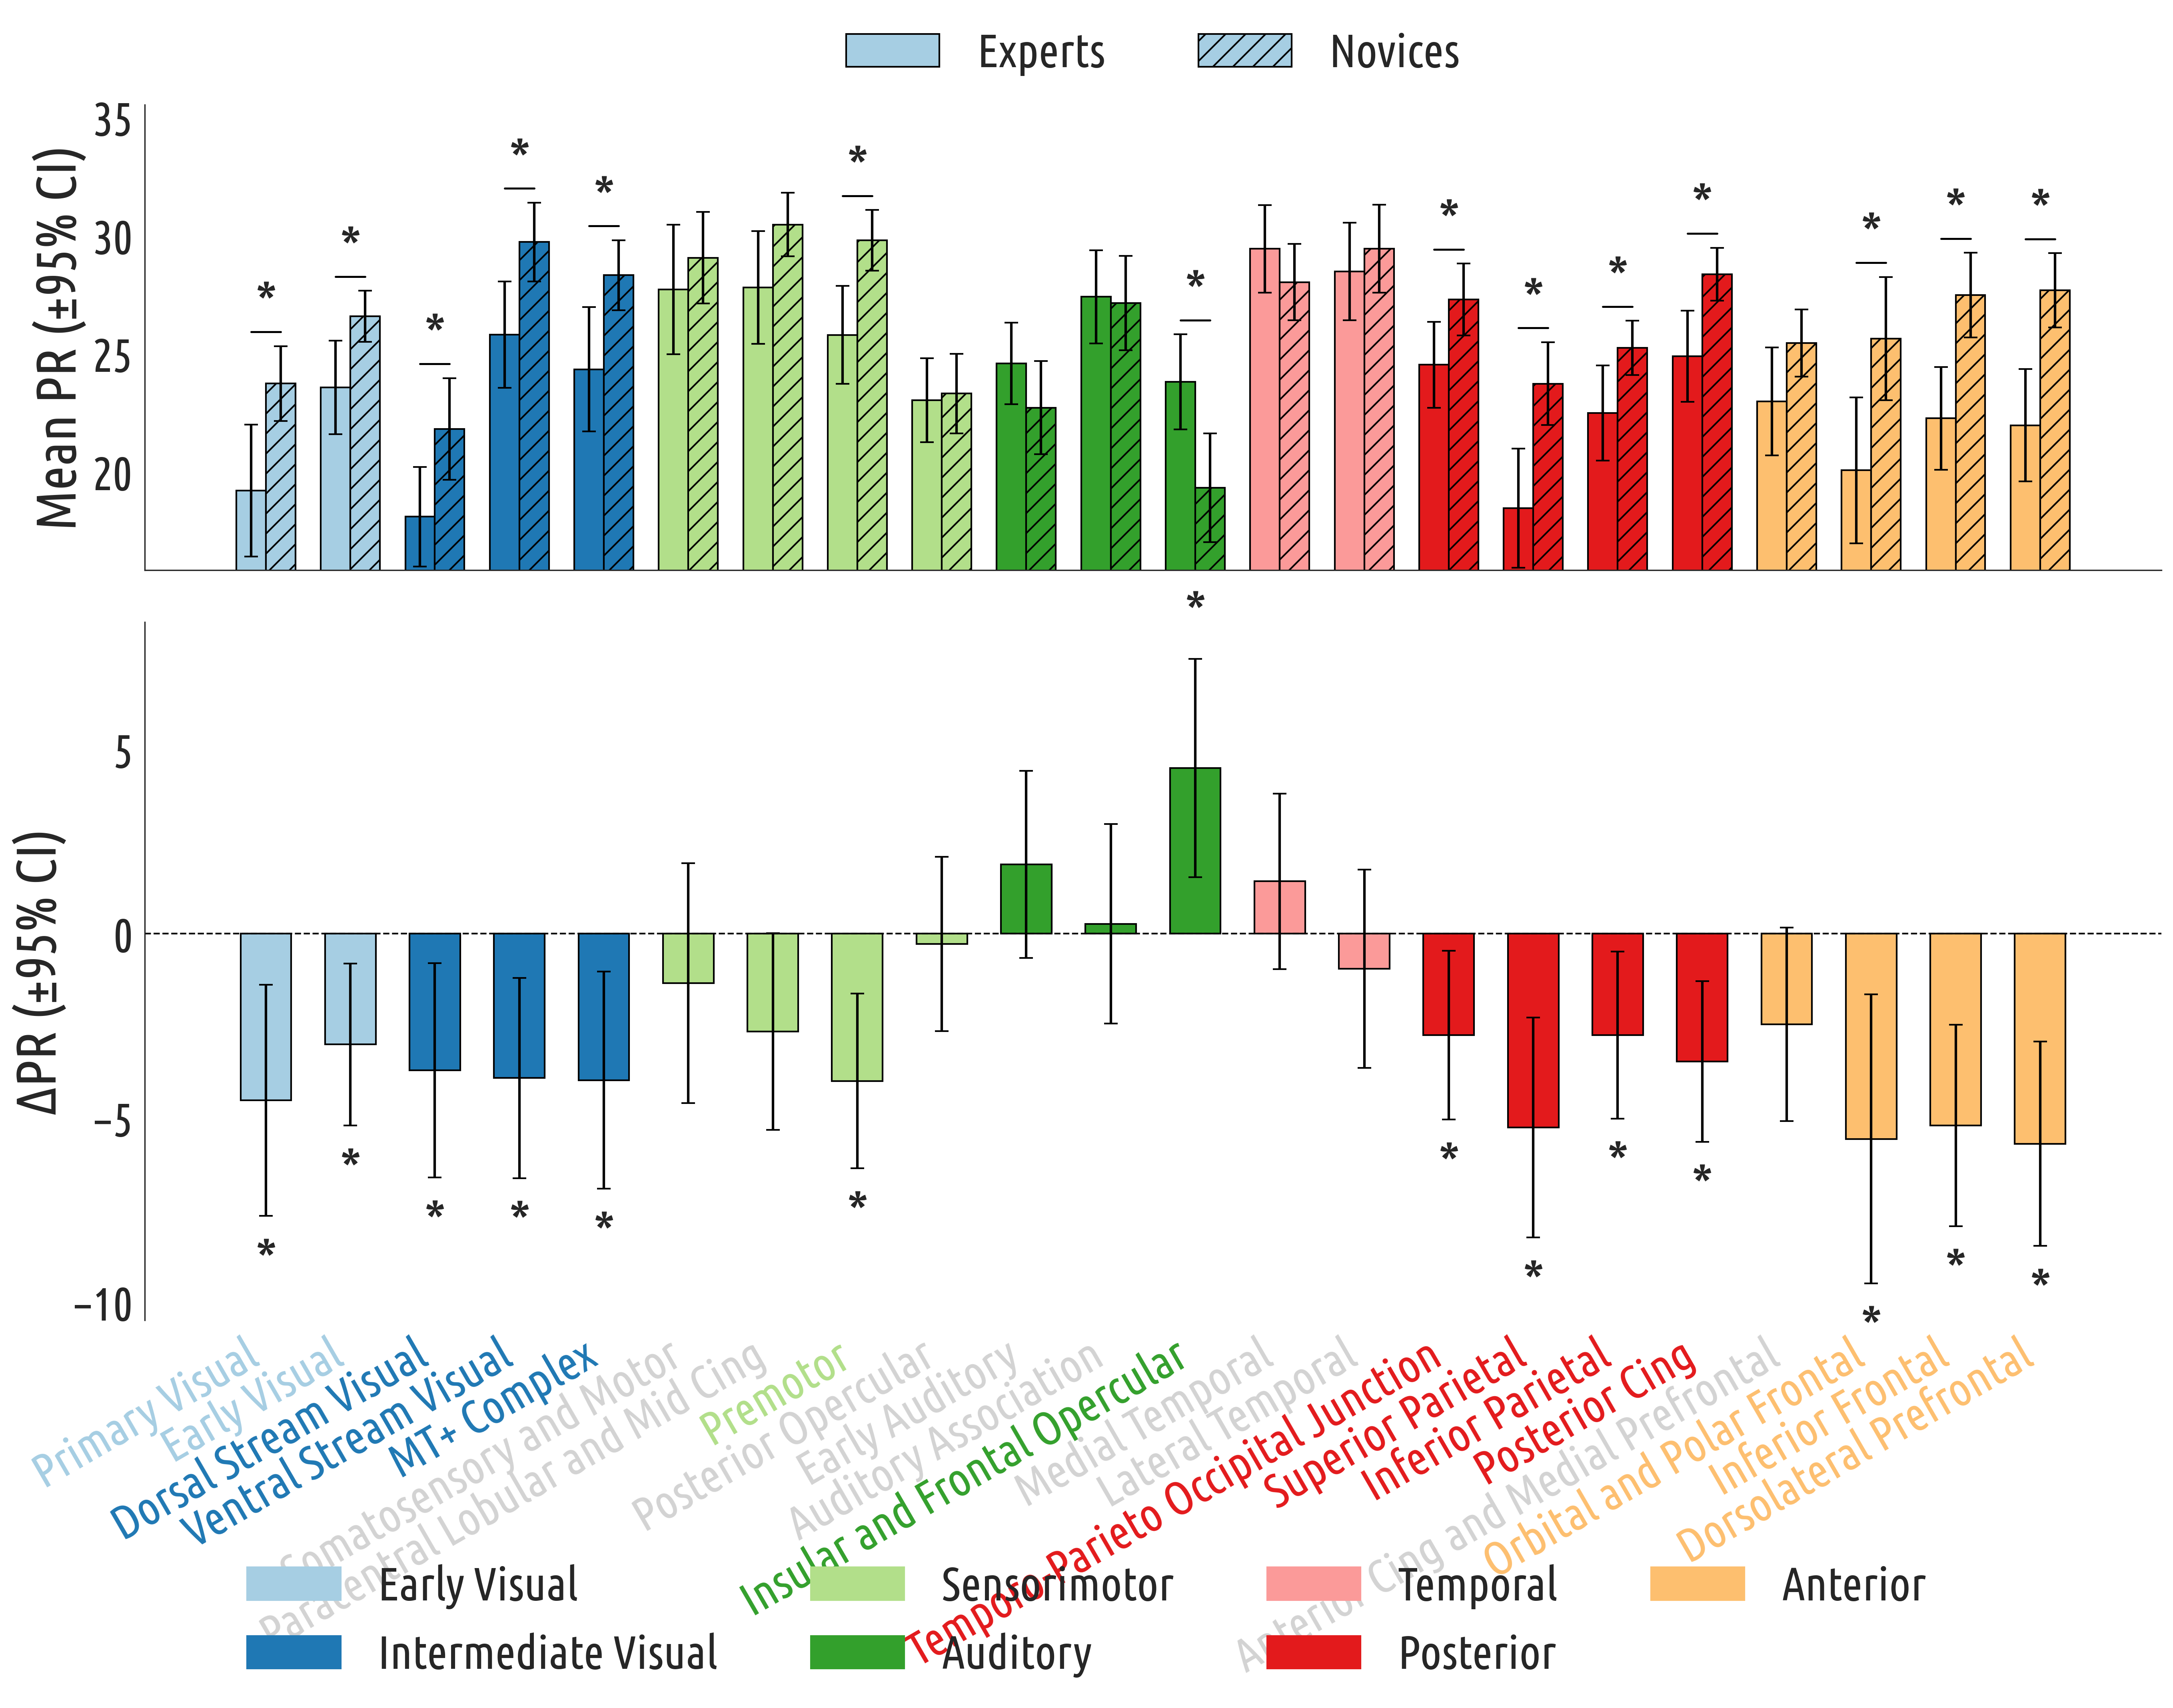 Experts
Novices
Mean PR (±95% CI)
35
30
25
20
*
*
*
*
*
*
*
*
*
*
*
*
*
*
ΔPR (±95% CI)
5
0
−5
−10
*
*
*
*
*
*
*
*
*
*
*
*
*
*
Primary Visual
Early Visual
Dorsal Stream Visual
Ventral Stream Visual
MT+ Complex
Somatosensory and Motor
Paracentral Lobular and Mid Cing
Premotor
Posterior Opercular
Early Auditory
Auditory Association
Insular and Frontal Opercular
Medial Temporal
Lateral Temporal
Temporo-Parieto Occipital Junction
Superior Parietal
Inferior Parietal
Posterior Cing
Anterior Cing and Medial Prefrontal
Orbital and Polar Frontal
Inferior Frontal
Dorsolateral Prefrontal
Early Visual
Sensorimotor
Temporal
Anterior
Intermediate Visual
Auditory
Posterior